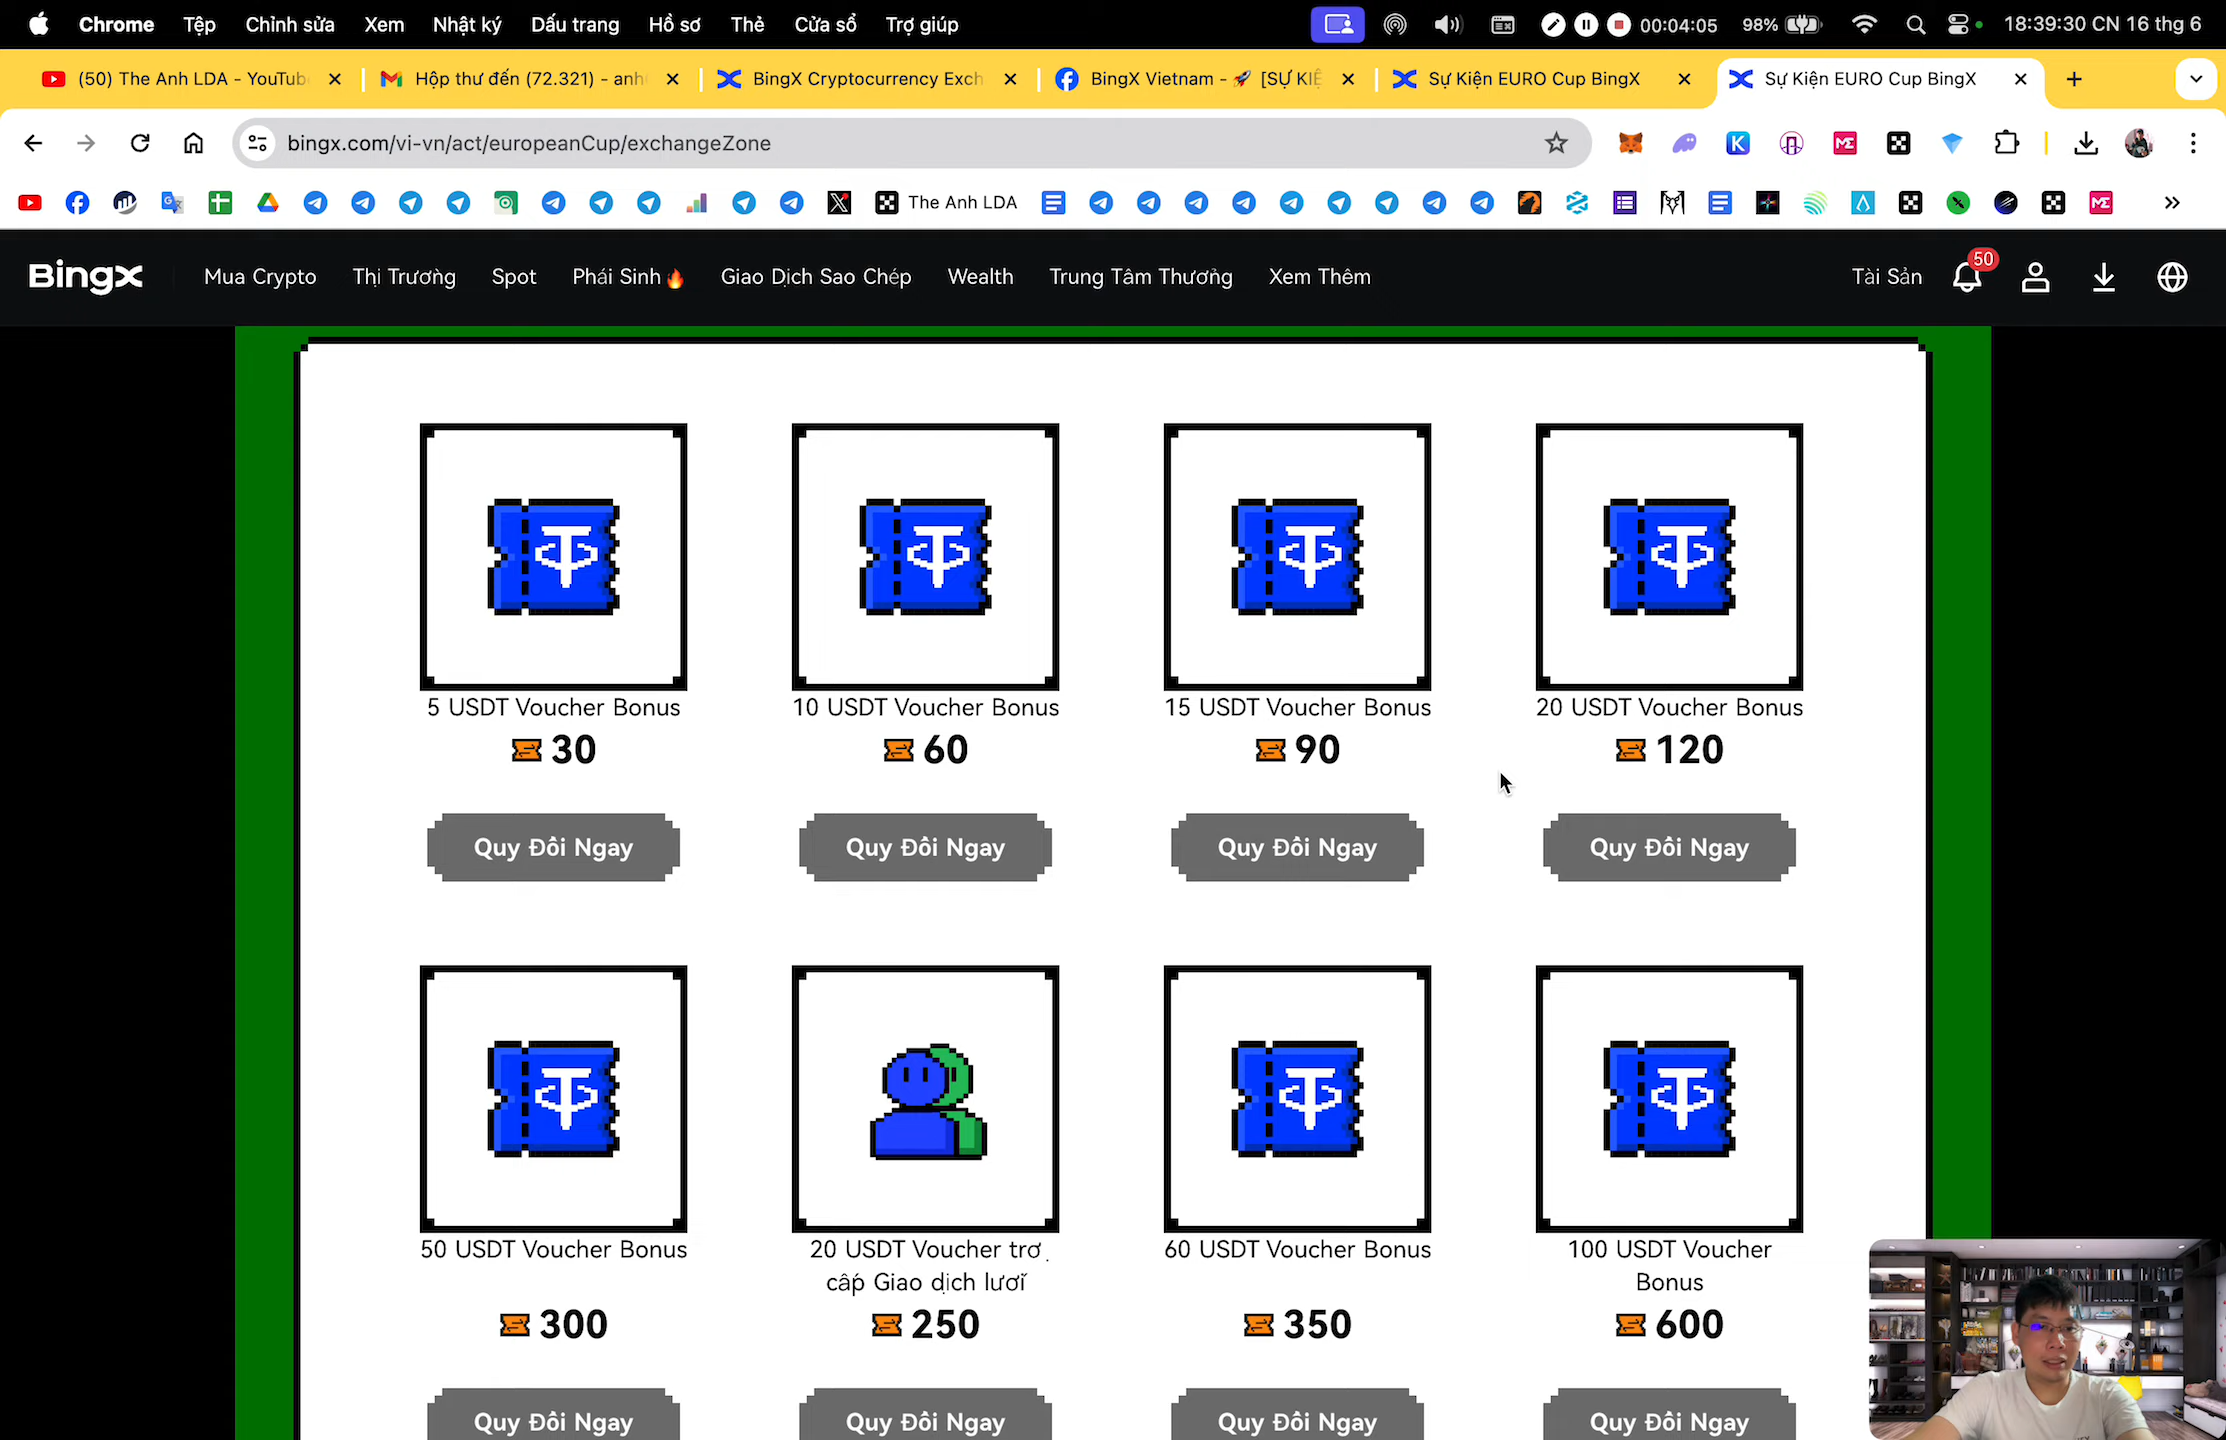 Chrome Tệp Chỉnh sửa Xem Nhật ký Dấu trang Hồ sơ Thẻ Cửa sổ Trợ giúp 00:04:05 98% 18:39:30 CN 16 thg 6
(50) The Anh LDA - YouTub Hộp thư đến (72.321) - anh BingX Cryptocurrency Exch BingX Vietnam - 🚀 [SỰ KIỆ Sự Kiện EURO Cup BingX Sự Kiện EURO Cup BingX
bingx.com/vi-vn/act/europeanCup/exchangeZone
The Anh LDA
BingX Mua Crypto Thị Trường Spot Phái Sinh🔥 Giao Dịch Sao Chép Wealth Trung Tâm Thưởng Xem Thêm Tài Sản 50
5 USDT Voucher Bonus 10 USDT Voucher Bonus 15 USDT Voucher Bonus 20 USDT Voucher Bonus
30 60 90 120
Quy Đổi Ngay Quy Đổi Ngay Quy Đổi Ngay Quy Đổi Ngay
50 USDT Voucher Bonus 20 USDT Voucher trợ 60 USDT Voucher Bonus 100 USDT Voucher
cấp Giao dịch lưới Bonus
300 250 350 600
Quy Đổi Ngay Quy Đổi Ngay Quy Đổi Ngay Quy Đổi Ngay